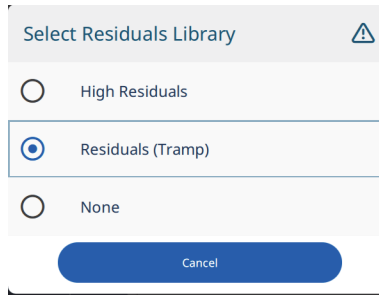 Select Residuals Library
High Residuals
Residuals (Tramp)
None
Cancel